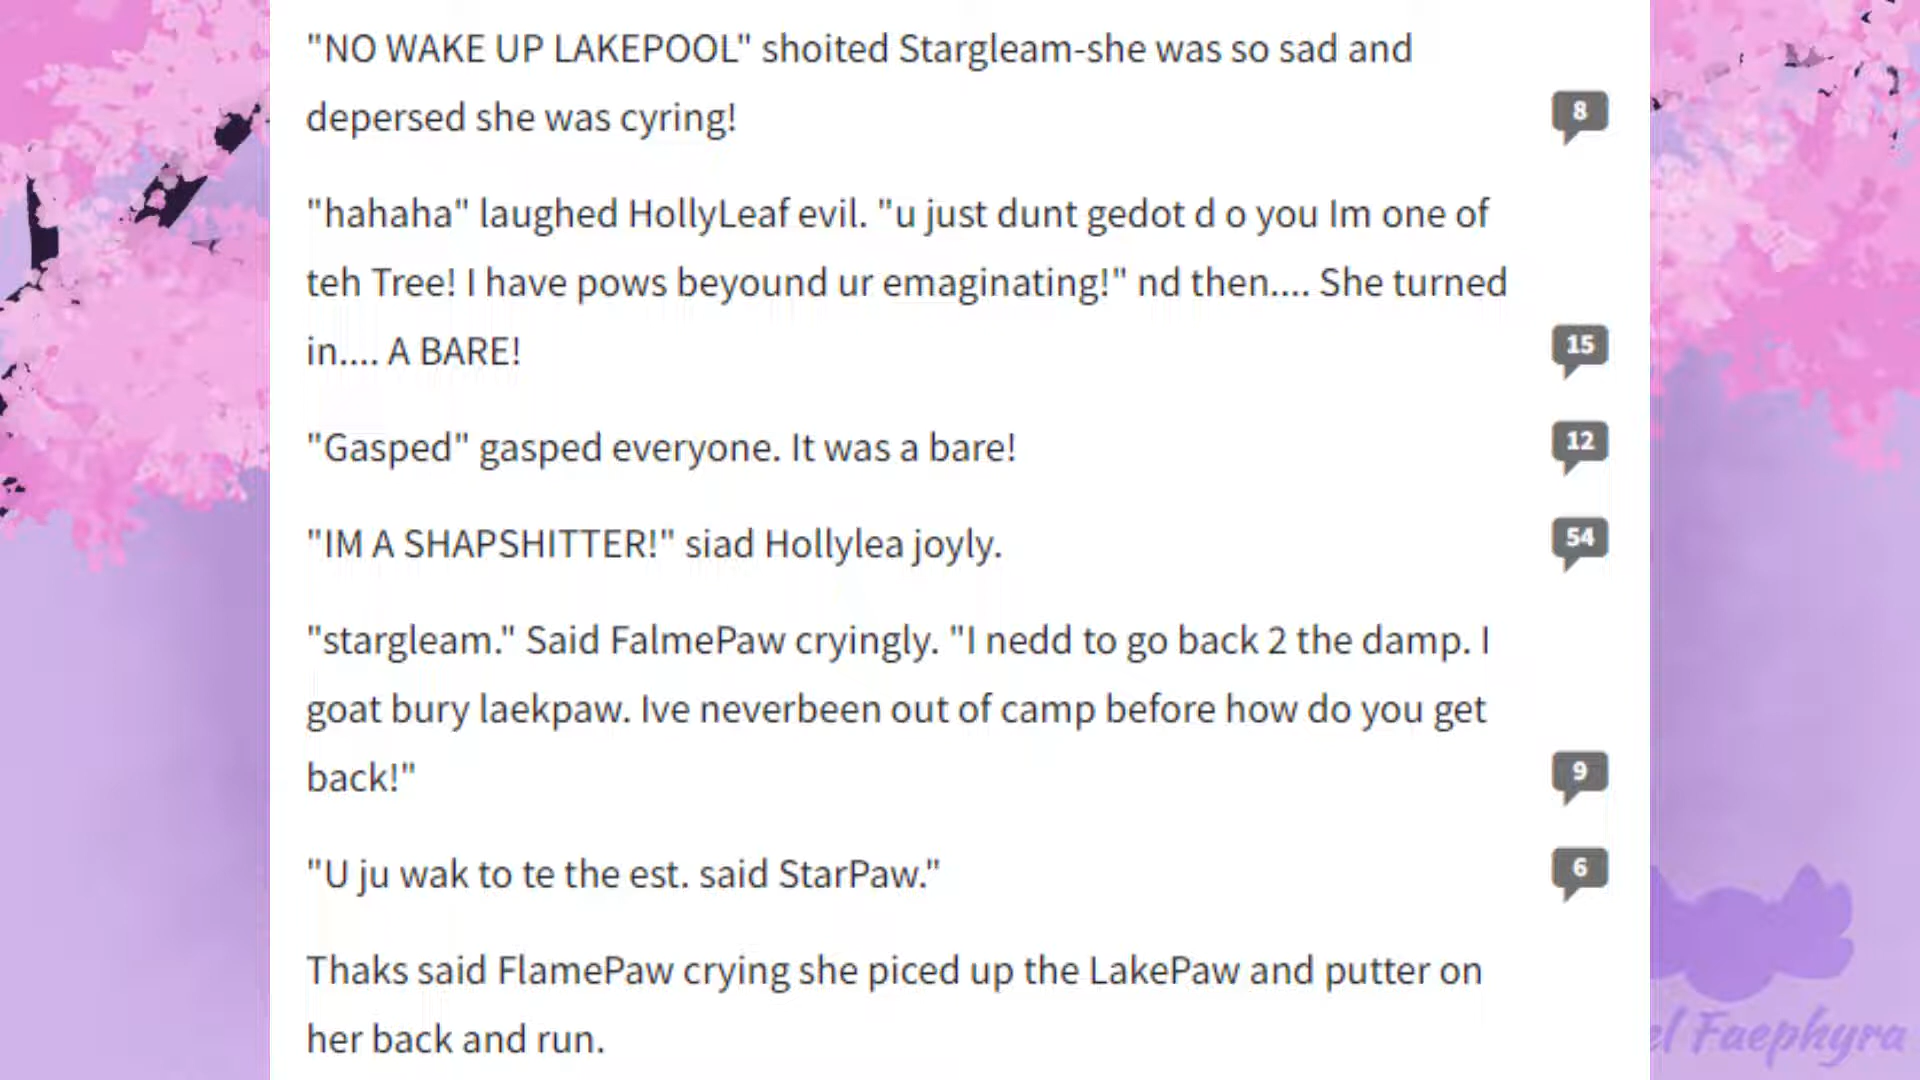 "NO WAKE UP LAKEPOOL" shoited Stargleam-she was so sad and
depersed she was cyring!
8
"hahaha" laughed HollyLeaf evil. "u just dunt gedot d o you Im one of
teh Tree! I have pows beyound ur emaginating!" nd then.... She turned
in.... A BARE!
15
"Gasped" gasped everyone. It was a bare!
12
"IM A SHAPSHITTER!" siad Hollylea joyly.
54
"stargleam." Said FalmePaw cryingly. "I nedd to go back 2 the damp. I
goat bury laekpaw. Ive neverbeen out of camp before how do you get
back!"
9
"U ju wak to te the est. said StarPaw."
6
Thaks said FlamePaw crying she piced up the LakePaw and putter on
her back and run.
el Faephyra